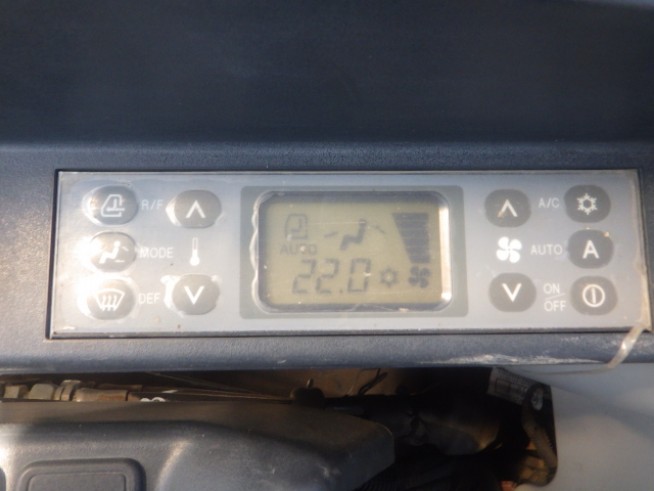 R/F
A/C
MODE
AUTO
AUTO
A
22.0
DEF
ON
OFF